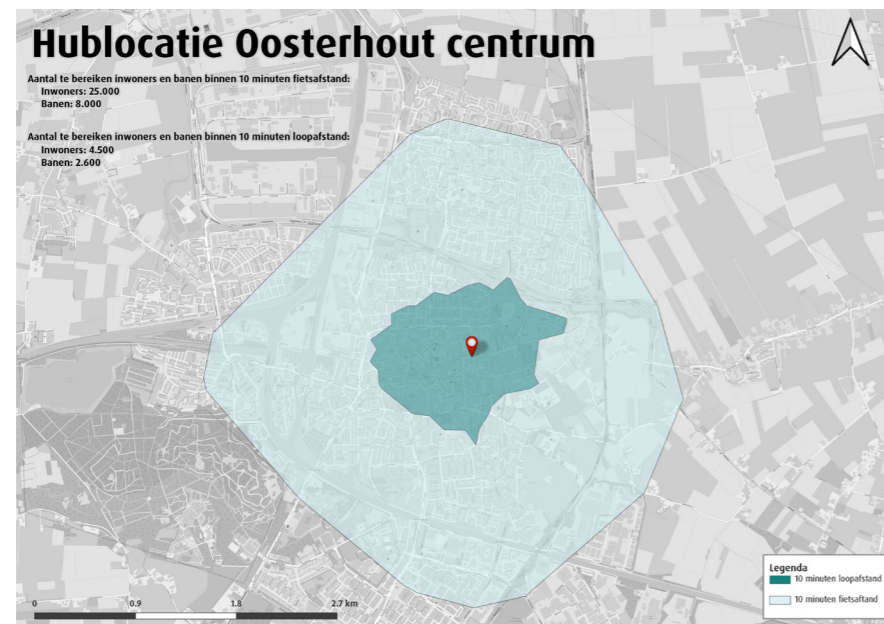 Hublocatie Oosterhout centrum
Aantal te bereiken inwoners en banen binnen 10 minuten fietsafstand:
Inwoners: 25.000
Banen: 8.000
Aantal te bereiken inwoners en banen binnen 10 minuten loopafstand:
Inwoners: 4.500
Banen: 2.600
Legenda
10 minuten loopafstand
10 minuten fietsaftand
0 0.9 1.8 2.7 km